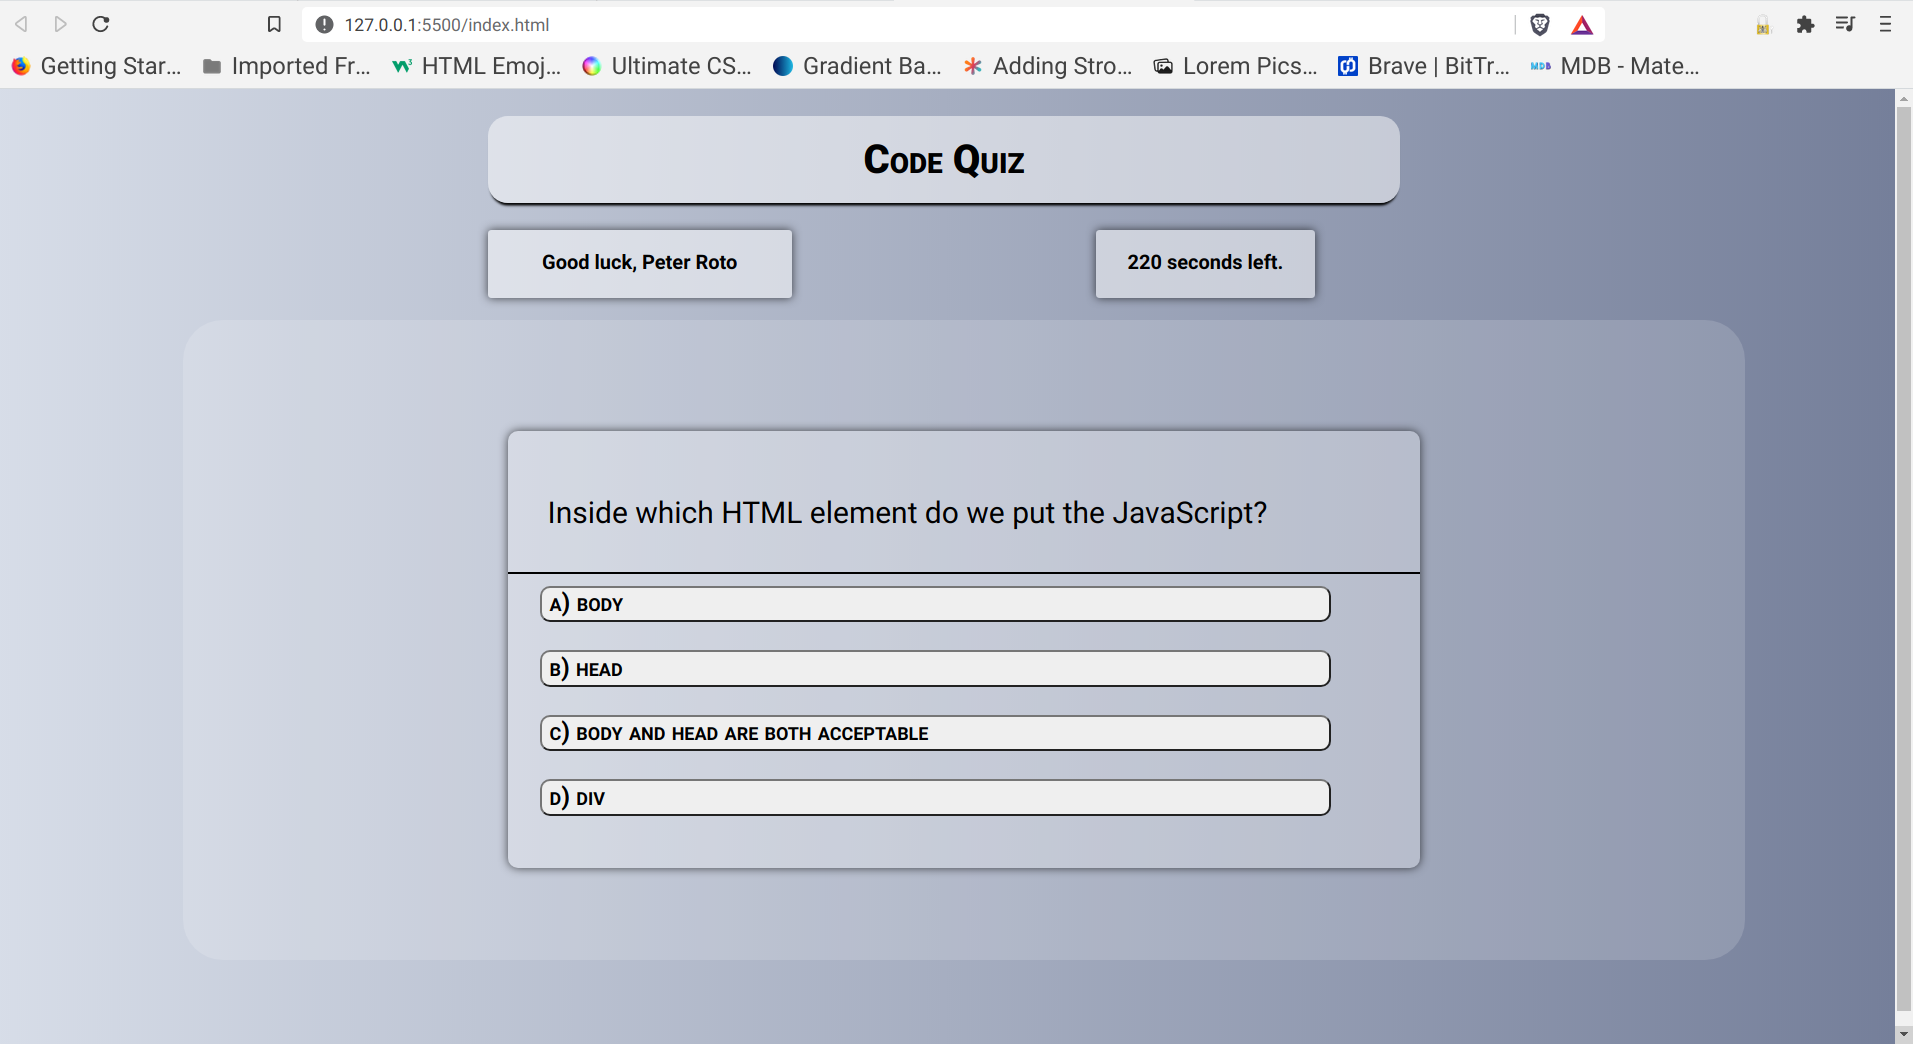 127.0.0.1:5500/index.html
Getting Star... Imported Fr... HTML Emoj... Ultimate CS... Gradient Ba... Adding Stro... Lorem Pics... Brave | BitTr... MDB - Mate...
Code Quiz
Good luck, Peter Roto
220 seconds left.
Inside which HTML element do we put the JavaScript?
A) BODY
B) HEAD
C) BODY AND HEAD ARE BOTH ACCEPTABLE
D) DIV